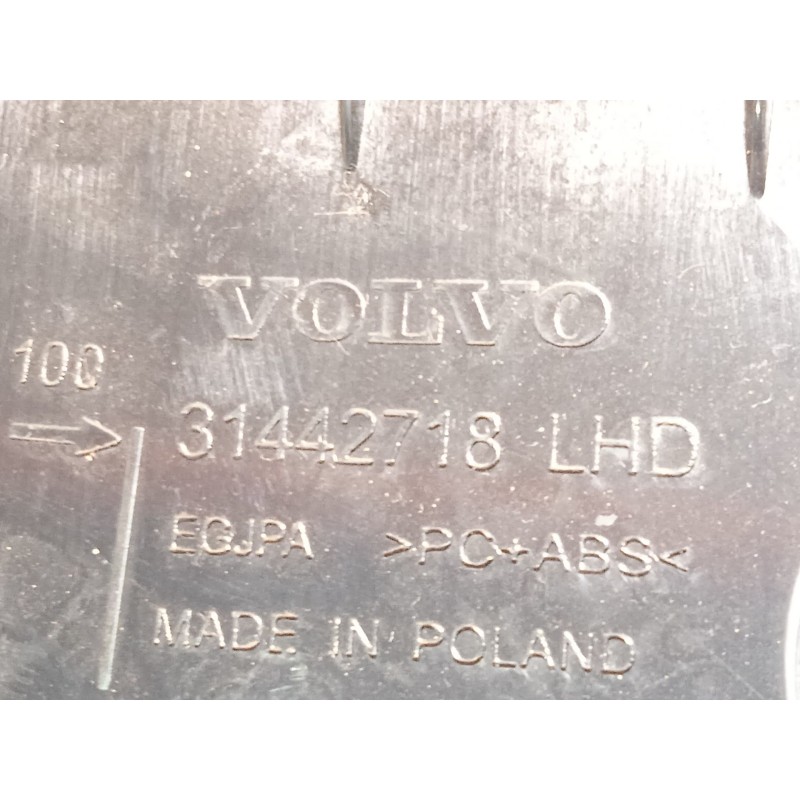 VOLVO
100
31442718 LHD
EGJPA >PC+ABS<
MADE IN POLAND